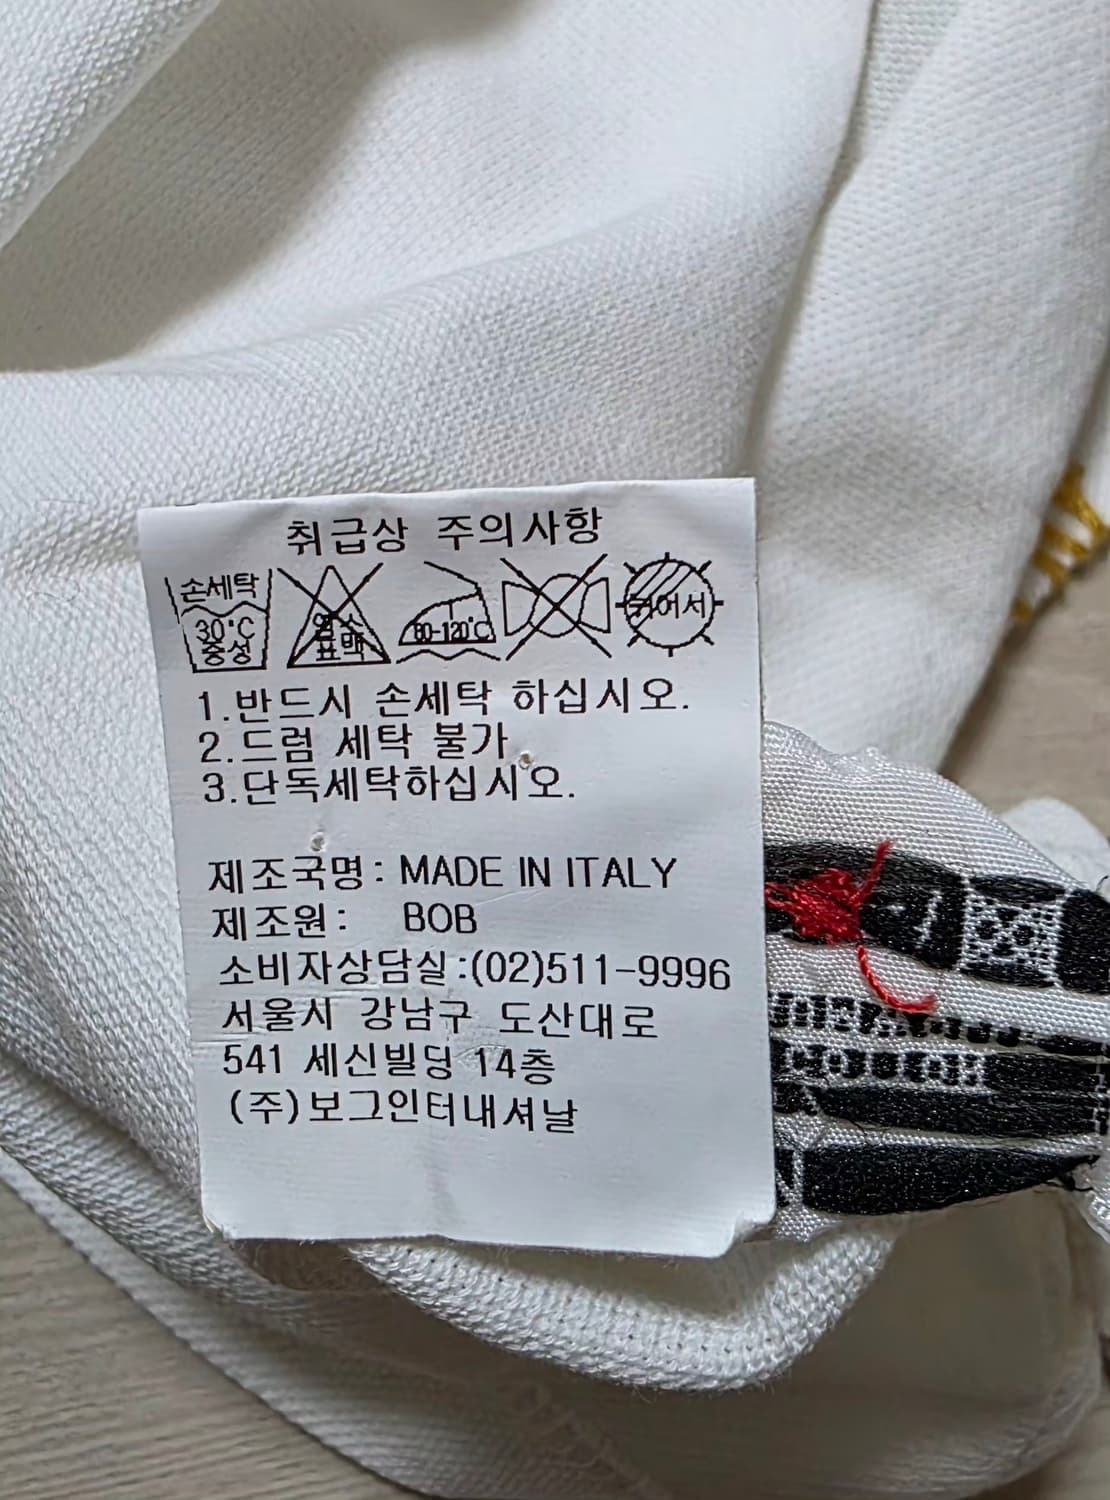 취급상 주의사항
손세탁
30°C
중성
염소
표백
80-120°C
뉘어서
1.반드시 손세탁 하십시오.
2.드럼 세탁 불가
3.단독세탁하십시오.
제조국명: MADE IN ITALY
제조원: BOB
소비자상담실:(02)511-9996
서울시 강남구 도산대로
541 세신빌딩 14층
(주)보그인터내셔날